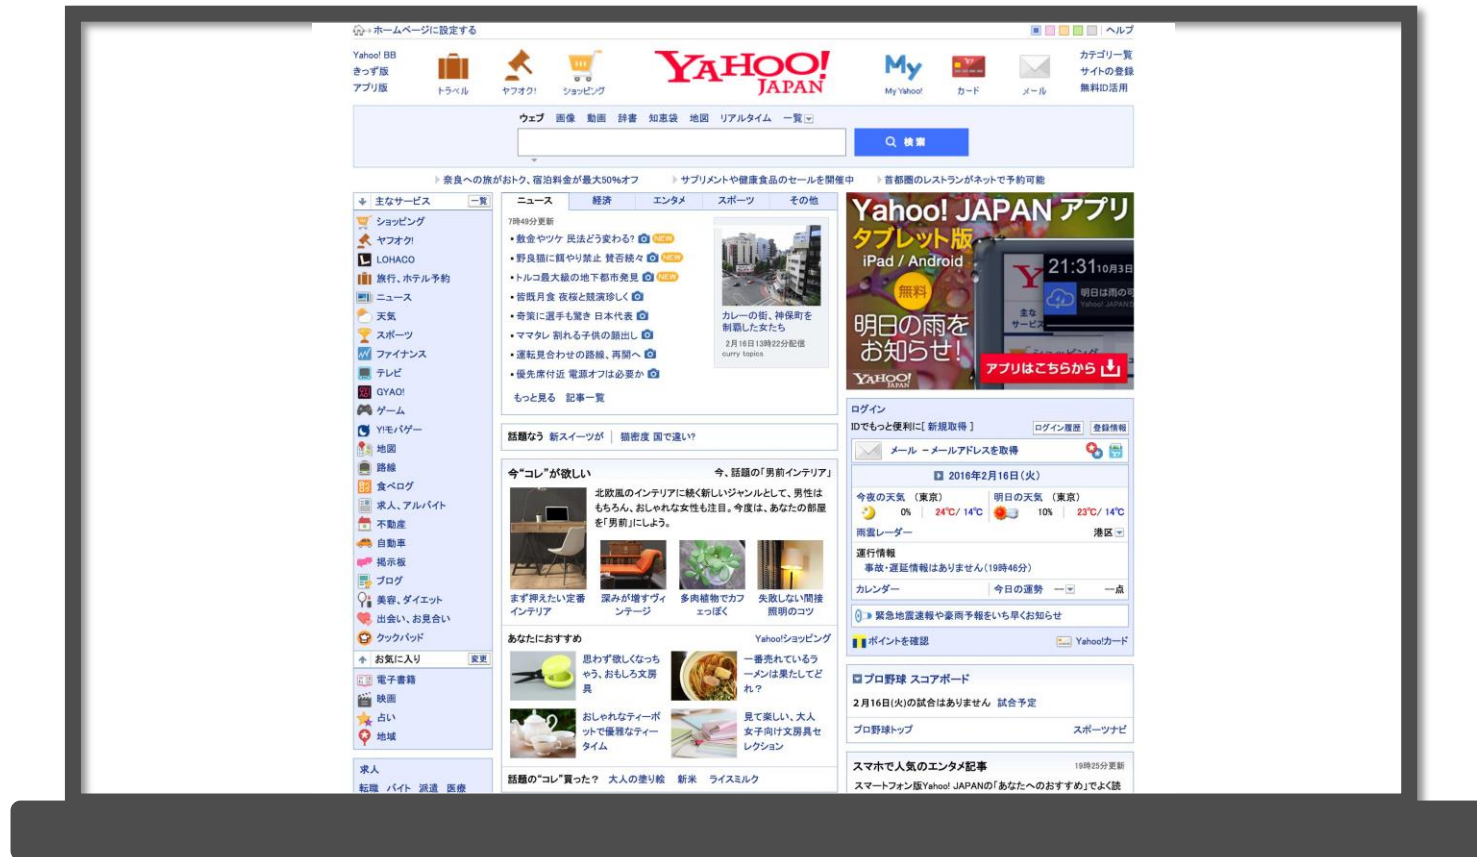 ホームページに設定する
ヘルプ
Yahoo! BB
きっず版
アプリ版
トラベル
ヤフオク!
ショッピング
YAHOO!
JAPAN
My
My Yahoo!
カード
メール
カテゴリ一覧
サイトの登録
無料ID活用
ウェブ 画像 動画 辞書 知恵袋 地図 リアルタイム 一覧
検索
奈良への旅がおトク、宿泊料金が最大50%オフ
サプリメントや健康食品のセールを開催中
首都圏のレストランがネットで予約可能
主なサービス 一覧
ショッピング
ヤフオク!
LOHACO
旅行、ホテル予約
ニュース
天気
スポーツ
ファイナンス
テレビ
GYAO!
ゲーム
Y!モバゲー
地図
路線
食べログ
求人、アルバイト
不動産
自動車
掲示板
ブログ
美容、ダイエット
出会い、お見合い
クックパッド
お気に入り 変更
電子書籍
映画
占い
地域
求人
転職 バイト 派遣 医療
ニュース 経済 エンタメ スポーツ その他
7時49分更新
・敷金やツケ 民法どう変わる? NEW
・野良猫に餌やり禁止 賛否続々 NEW
・トルコ最大級の地下都市発見 NEW
・皆既月食 夜桜と競演珍しく
・奇策に選手も驚き 日本代表
・ママタレ 割れる子供の顔出し
・運転見合わせの路線、再開へ
・優先席付近 電源オフは必要か
もっと見る 記事一覧
カレーの街、神保町を
制覇した女たち
2月16日13時22分配信
curry topics
話題なう 新スイーツが 猫密度 国で違い?
今“コレ”が欲しい 今、話題の「男前インテリア」
北欧風のインテリアに続く新しいジャンルとして、男性は
もちろん、おしゃれな女性も注目。今度は、あなたの部屋
を「男前」にしよう。
まず押えたい定番
インテリア
深みが増すヴィ
ンテージ
多肉植物でカフ
ェっぽく
失敗しない間接
照明のコツ
あなたにおすすめ Yahoo!ショッピング
思わず欲しくなっち
ゃう、おもしろ文房
具
一番売れているラ
ーメンは果たしてど
れ?
おしゃれなティーポ
ットで優雅なティー
タイム
見て楽しい、大人
女子向け文房具セ
レクション
話題の“コレ”買った? 大人の塗り絵 新米 ライスミルク
Yahoo! JAPAN アプリ
タブレット版
iPad / Android
無料
明日の雨を
お知らせ!
YAHOO!
JAPAN
21:31 10月3日
明日は雨の可
主な
サービス
アプリはこちらから
ログイン
IDでもっと便利に[ 新規取得 ] ログイン履歴 登録情報
メール －メールアドレスを取得
2016年2月16日(火)
今夜の天気 (東京)
0% 24℃/ 14℃
明日の天気 (東京)
10% 23℃/ 14℃
雨雲レーダー 港区
運行情報
事故・遅延情報はありません(19時46分)
カレンダー 今日の運勢 --- ---点
緊急地震速報や豪雨予報をいち早くお知らせ
ポイントを確認 Yahoo!カード
プロ野球 スコアボード
2月16日(火)の試合はありません 試合予定
プロ野球トップ スポーツナビ
スマホで人気のエンタメ記事 19時25分更新
スマートフォン版Yahoo! JAPANの「あなたへのおすすめ」でよく読